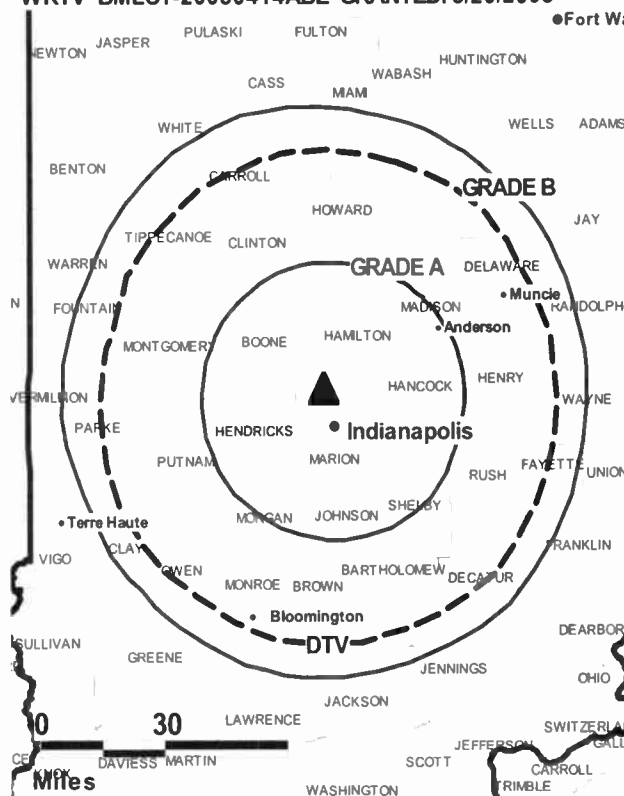 Fort Wa
PULASKI FULTON
JASPER
NEWTON
HUNTINGTON
WABASH
CASS
MIAMI
WHITE
WELLS ADAMS
BENTON
CARROLL
GRADE B
HOWARD
JAY
TIPPECANOE CLINTON
WARREN
GRADE A
DELAWARE
Muncie
FOUNTAIN
MADISON
RANDOLPH
Anderson
MONTGOMERY BOONE HAMILTON
HENRY
HANCOCK
VERMILLION
WAYNE
PARKE
HENDRICKS
Indianapolis
PUTNAM MARION
RUSH
FAYETTE
UNION
SHELBY
MORGAN JOHNSON
Terre Haute
CLAY
FRANKLIN
VIGO
OWEN
BARTHOLOMEW
DECATUR
MONROE BROWN
Bloomington
DEARBOR
SULLIVAN
DTV
GREENE
JENNINGS
OHIO
JACKSON
0 30
LAWRENCE
SWITZERLA
JEFFERSON
GALL
DAVIESS MARTIN
SCOTT
CARROLL
Miles
TRIMBLE
WASHINGTON